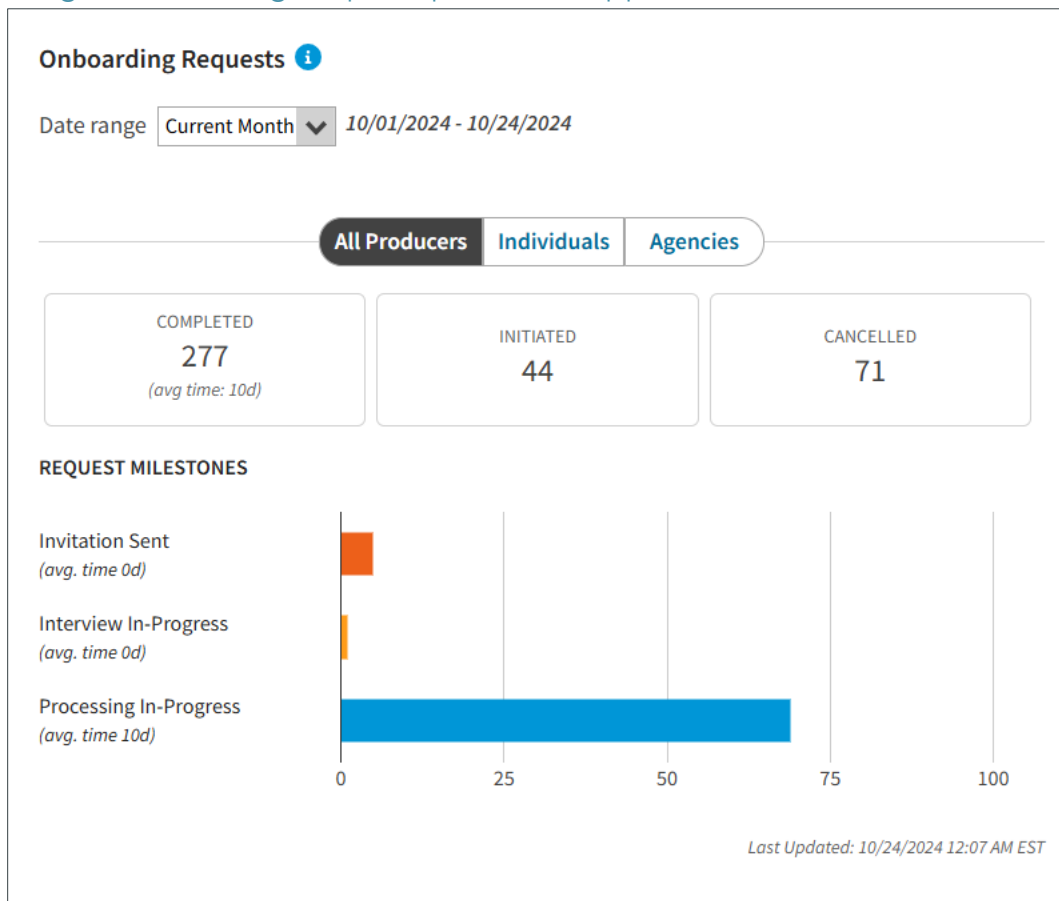 Onboarding Requests
Date range Current Month 10/01/2024 - 10/24/2024
All Producers Individuals Agencies
COMPLETED
277
(avg time: 10d)
INITIATED
44
CANCELLED
71
REQUEST MILESTONES
Invitation Sent
(avg. time 0d)
Interview In-Progress
(avg. time 0d)
Processing In-Progress
(avg. time 10d)
0 25 50 75 100
Last Updated: 10/24/2024 12:07 AM EST